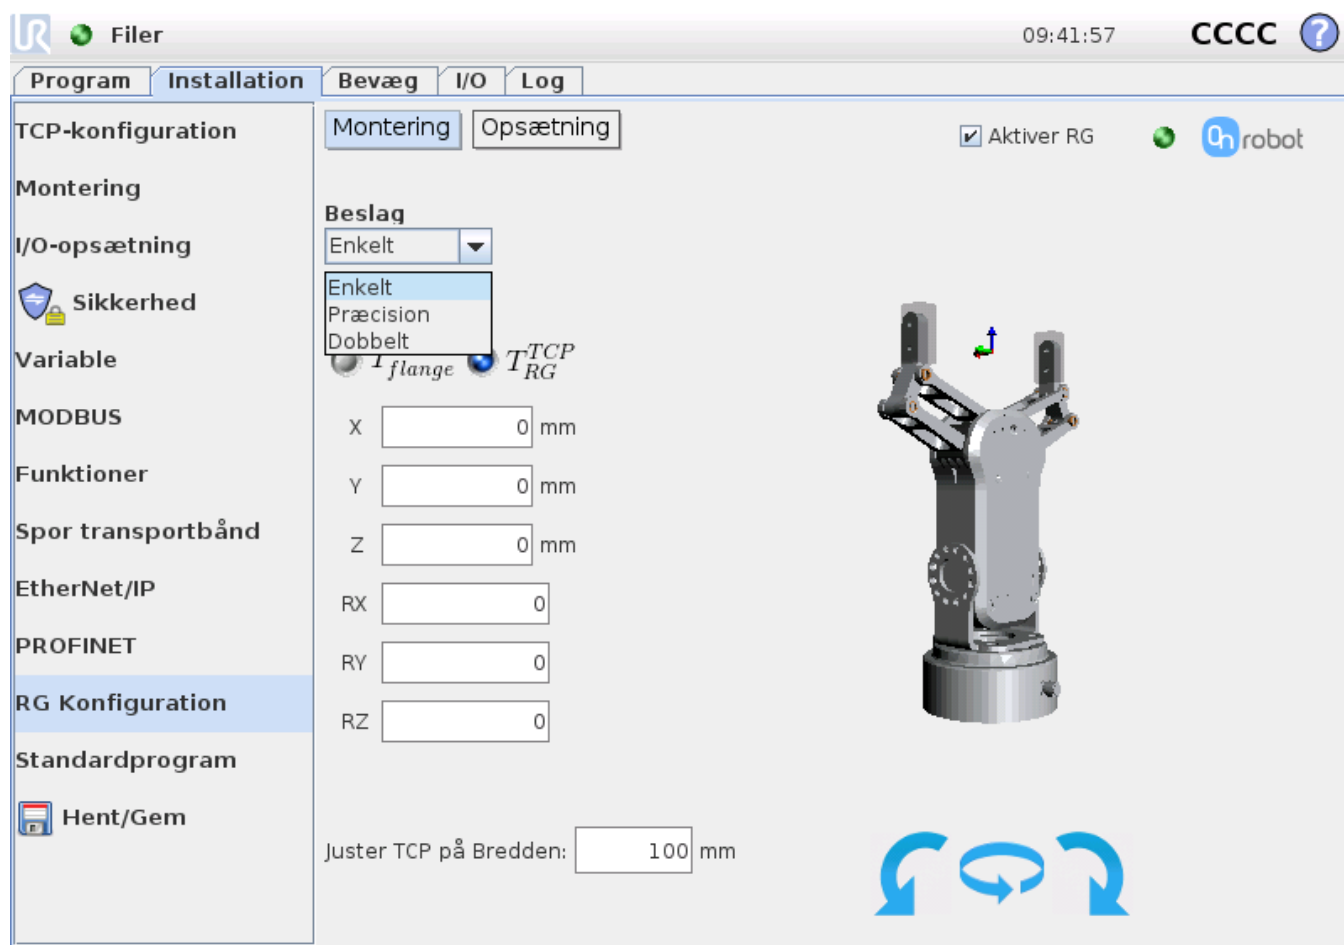 UR Filer 09:41:57 CCCC ?
Program Installation Bevæg I/O Log
TCP-konfiguration
Montering
I/O-opsætning
Sikkerhed
Variable
MODBUS
Funktioner
Spor transportbånd
EtherNet/IP
PROFINET
RG Konfiguration
Standardprogram
Hent/Gem
Montering Opsætning
Aktiver RG
On robot
Beslag
Enkelt
Enkelt
Præcision
Dobbelt
flange T TCP RG
X 0 mm
Y 0 mm
Z 0 mm
RX 0
RY 0
RZ 0
Juster TCP på Bredden: 100 mm